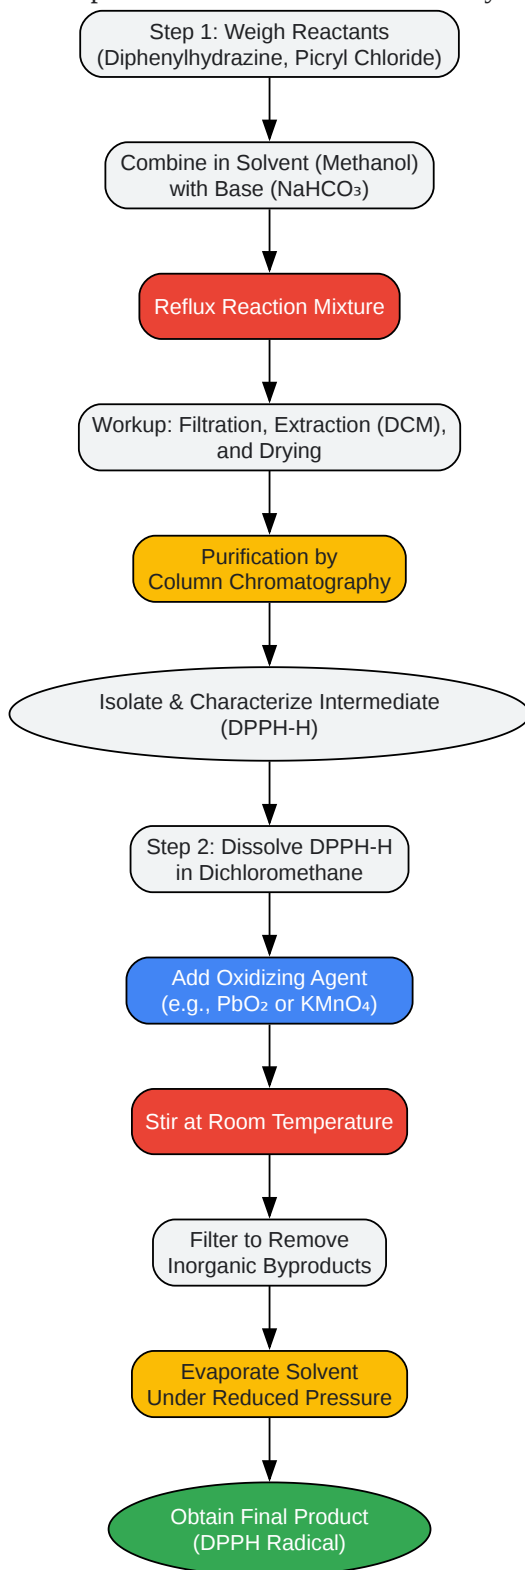 Step 1: Weigh Reactants
(Diphenylhydrazine, Picryl Chloride)
Combine in Solvent (Methanol)
with Base (NaHCO₃)
Reflux Reaction Mixture
Workup: Filtration, Extraction (DCM),
and Drying
Purification by
Column Chromatography
Isolate & Characterize Intermediate
(DPPH-H)
Step 2: Dissolve DPPH-H
in Dichloromethane
Add Oxidizing Agent
(e.g., PbO₂ or KMnO₄)
Stir at Room Temperature
Filter to Remove
Inorganic Byproducts
Evaporate Solvent
Under Reduced Pressure
Obtain Final Product
(DPPH Radical)